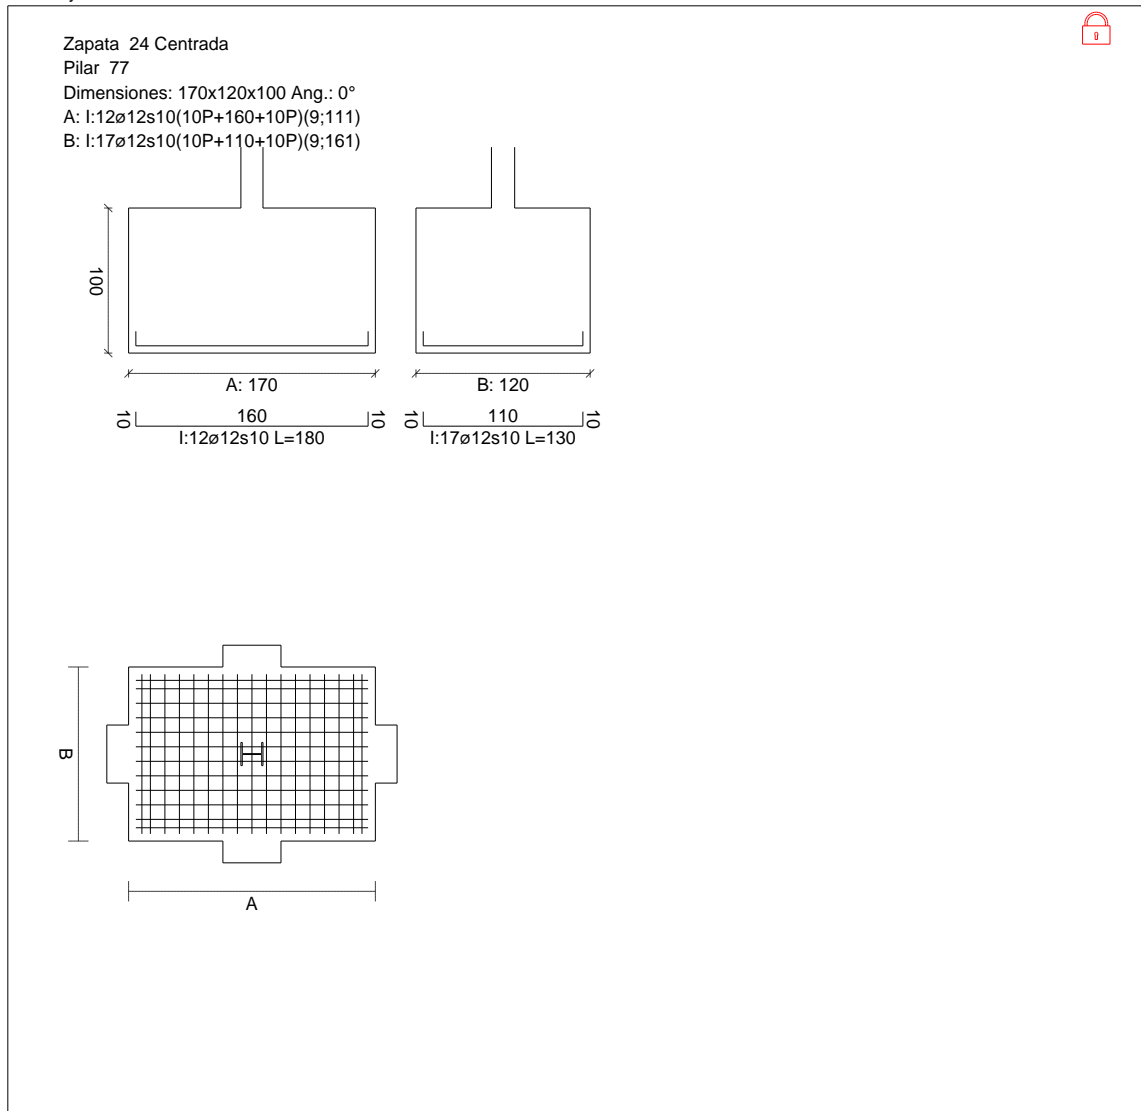 Zapata 24 Centrada
Pilar 77
Dimensiones: 170x120x100 Ang.: 0°
A: I:12ø12s10(10P+160+10P)(9;111)
B: I:17ø12s10(10P+110+10P)(9;161)
100
A: 170
B: 120
10 160 10
10 110 10
I:12ø12s10 L=180
I:17ø12s10 L=130
B
A